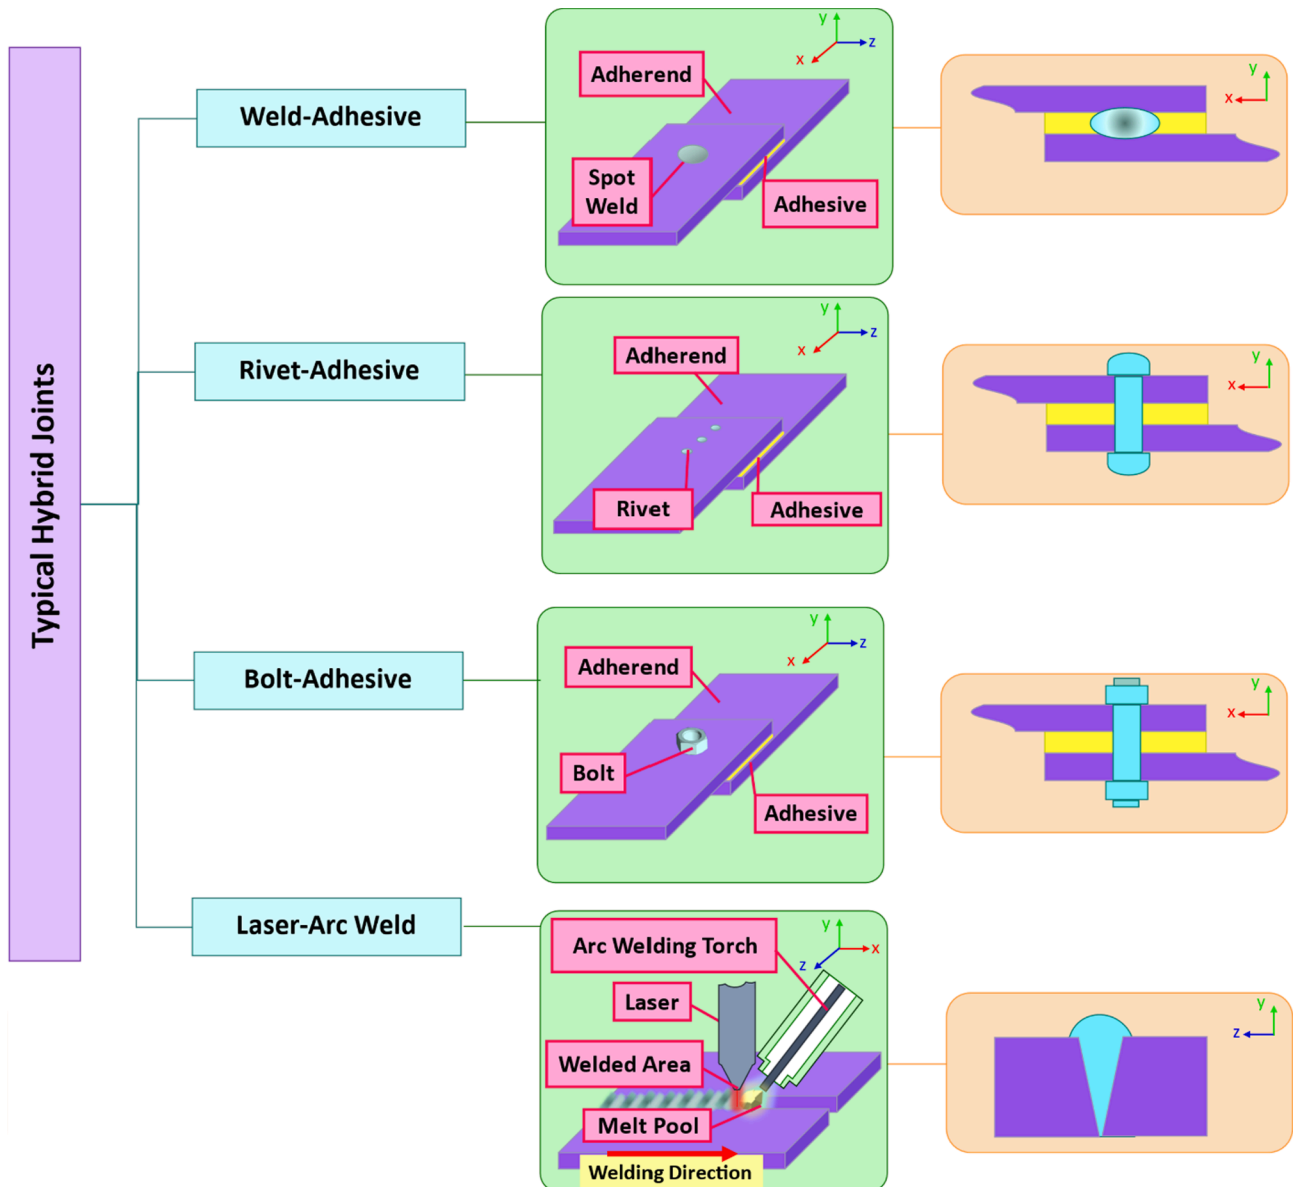 Typical Hybrid Joints
Weld-Adhesive
y
z
x
Adherend
Spot
Weld
Adhesive
y
x
Rivet-Adhesive
y
z
x
Adherend
Rivet
Adhesive
y
x
Bolt-Adhesive
y
z
x
Adherend
Bolt
Adhesive
y
x
Laser-Arc Weld
y
x
z
Arc Welding Torch
Laser
Welded Area
Melt Pool
Welding Direction
y
z